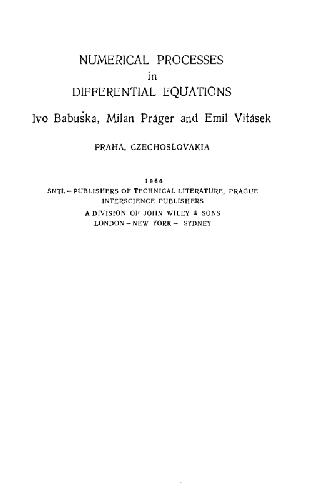 NUMERICAL PROCESSES
in
DIFFERENTIAL EQUATIONS
Ivo Babuška, Milan Práger and Emil Vitásek
PRAHA, CZECHOSLOVAKIA
1966
SNTL – PUBLISHERS OF TECHNICAL LITERATURE, PRAGUE
INTERSCIENCE PUBLISHERS
A DIVISION OF JOHN WILEY & SONS
LONDON – NEW YORK – SYDNEY